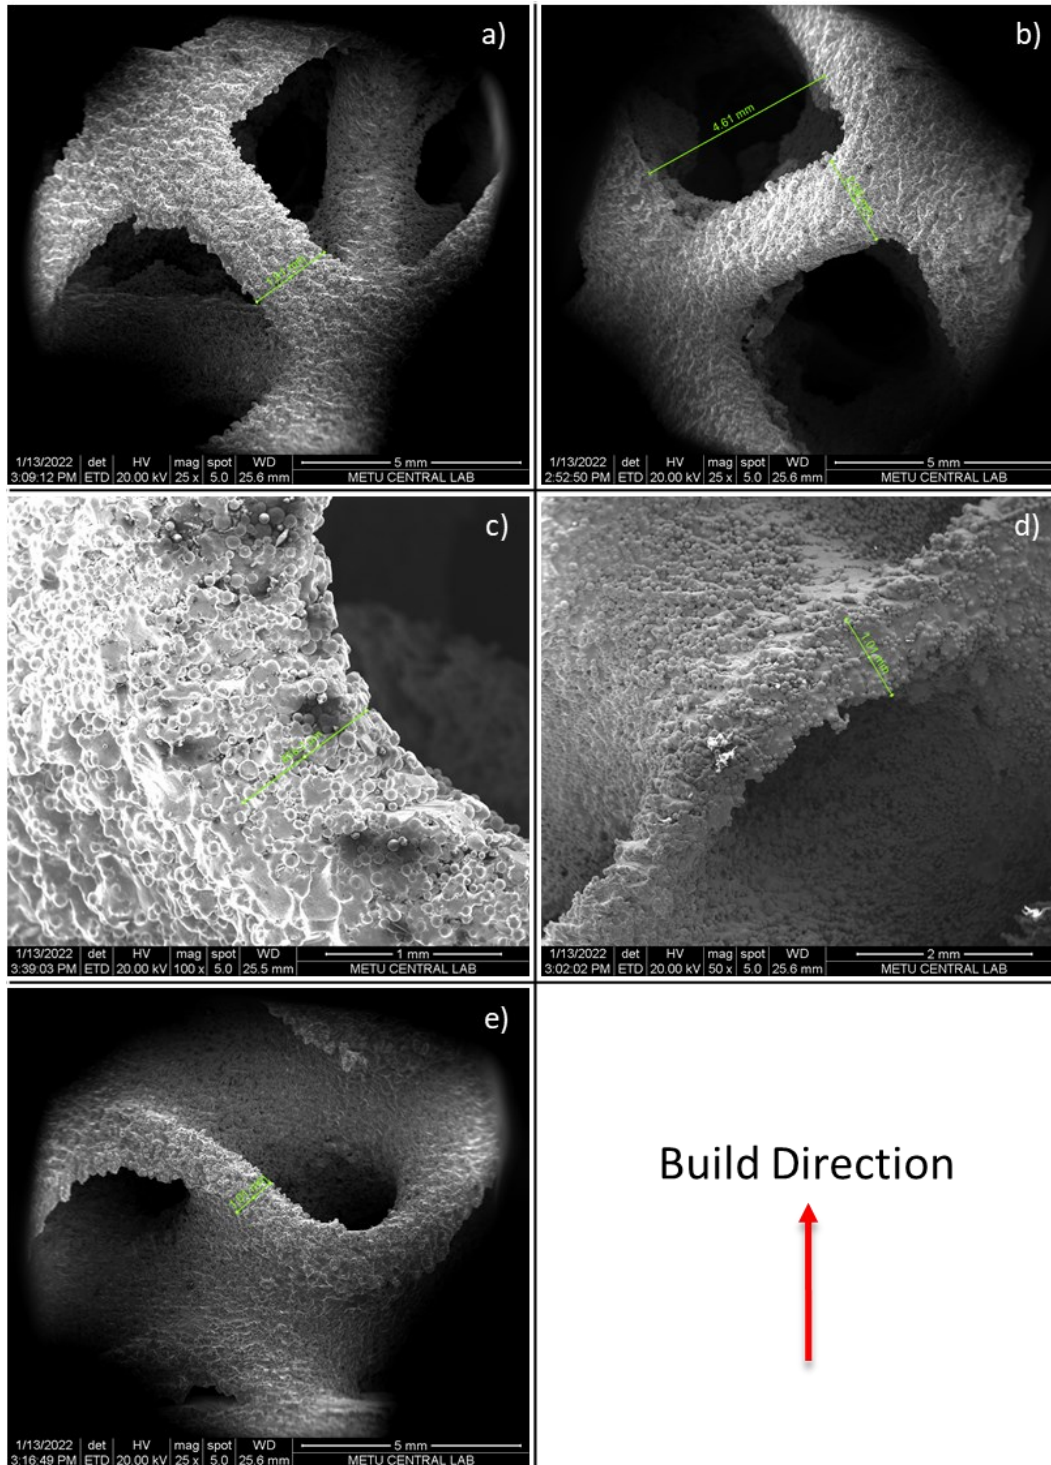 a)
4.61 mm
b)
1/13/2022 det HV mag spot WD 5 mm
3:09:12 PM ETD 20.00 kV 25 x 5.0 25.6 mm METU CENTRAL LAB
1/13/2022 det HV mag spot WD 5 mm
2:52:50 PM ETD 20.00 kV 25 x 5.0 25.6 mm METU CENTRAL LAB
c)
d)
1.04 mm
1/13/2022 det HV mag spot WD 1 mm
3:39:03 PM ETD 20.00 kV 100 x 5.0 25.5 mm METU CENTRAL LAB
1/13/2022 det HV mag spot WD 2 mm
3:02:02 PM ETD 20.00 kV 50 x 5.0 25.6 mm METU CENTRAL LAB
e)
Build Direction
1/13/2022 det HV mag spot WD 5 mm
3:16:49 PM ETD 20.00 kV 25 x 5.0 25.6 mm METU CENTRAL LAB